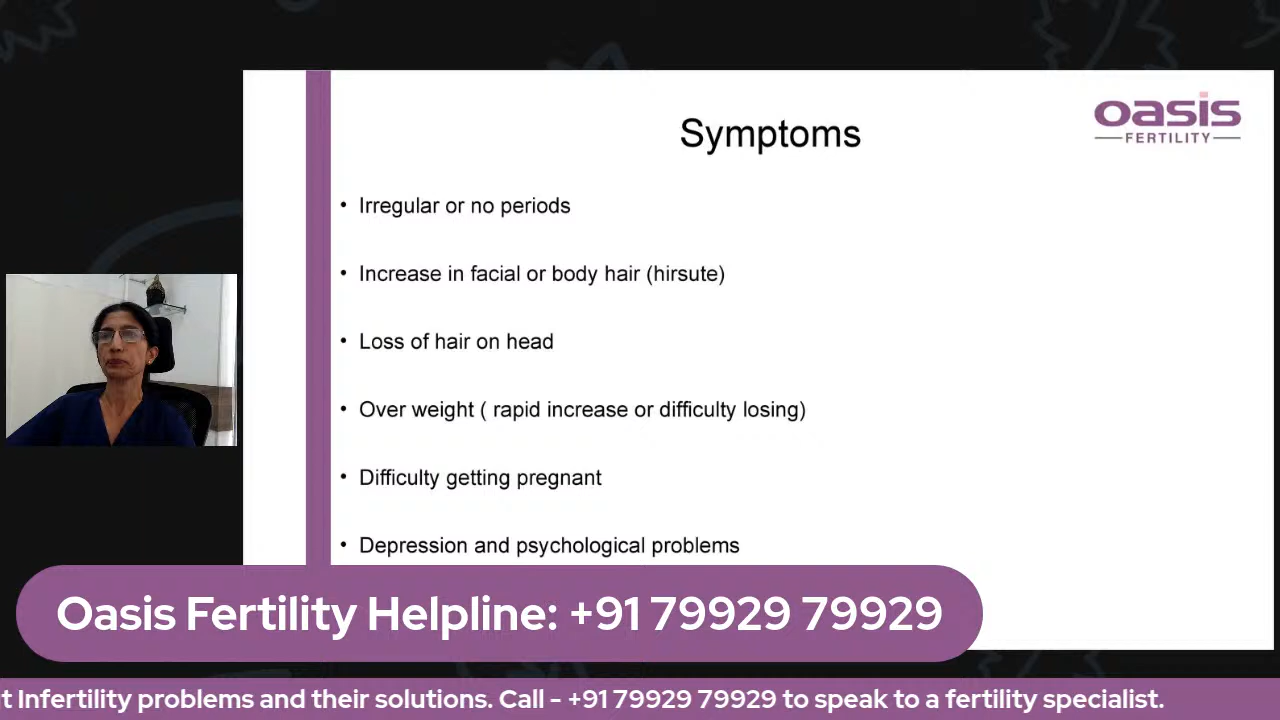 Symptoms
oasis
FERTILITY
• Irregular or no periods
• Increase in facial or body hair (hirsute)
• Loss of hair on head
• Over weight ( rapid increase or difficulty losing)
• Difficulty getting pregnant
• Depression and psychological problems
Oasis Fertility Helpline: +91 79929 79929
t Infertility problems and their solutions. Call - +91 79929 79929 to speak to a fertility specialist.